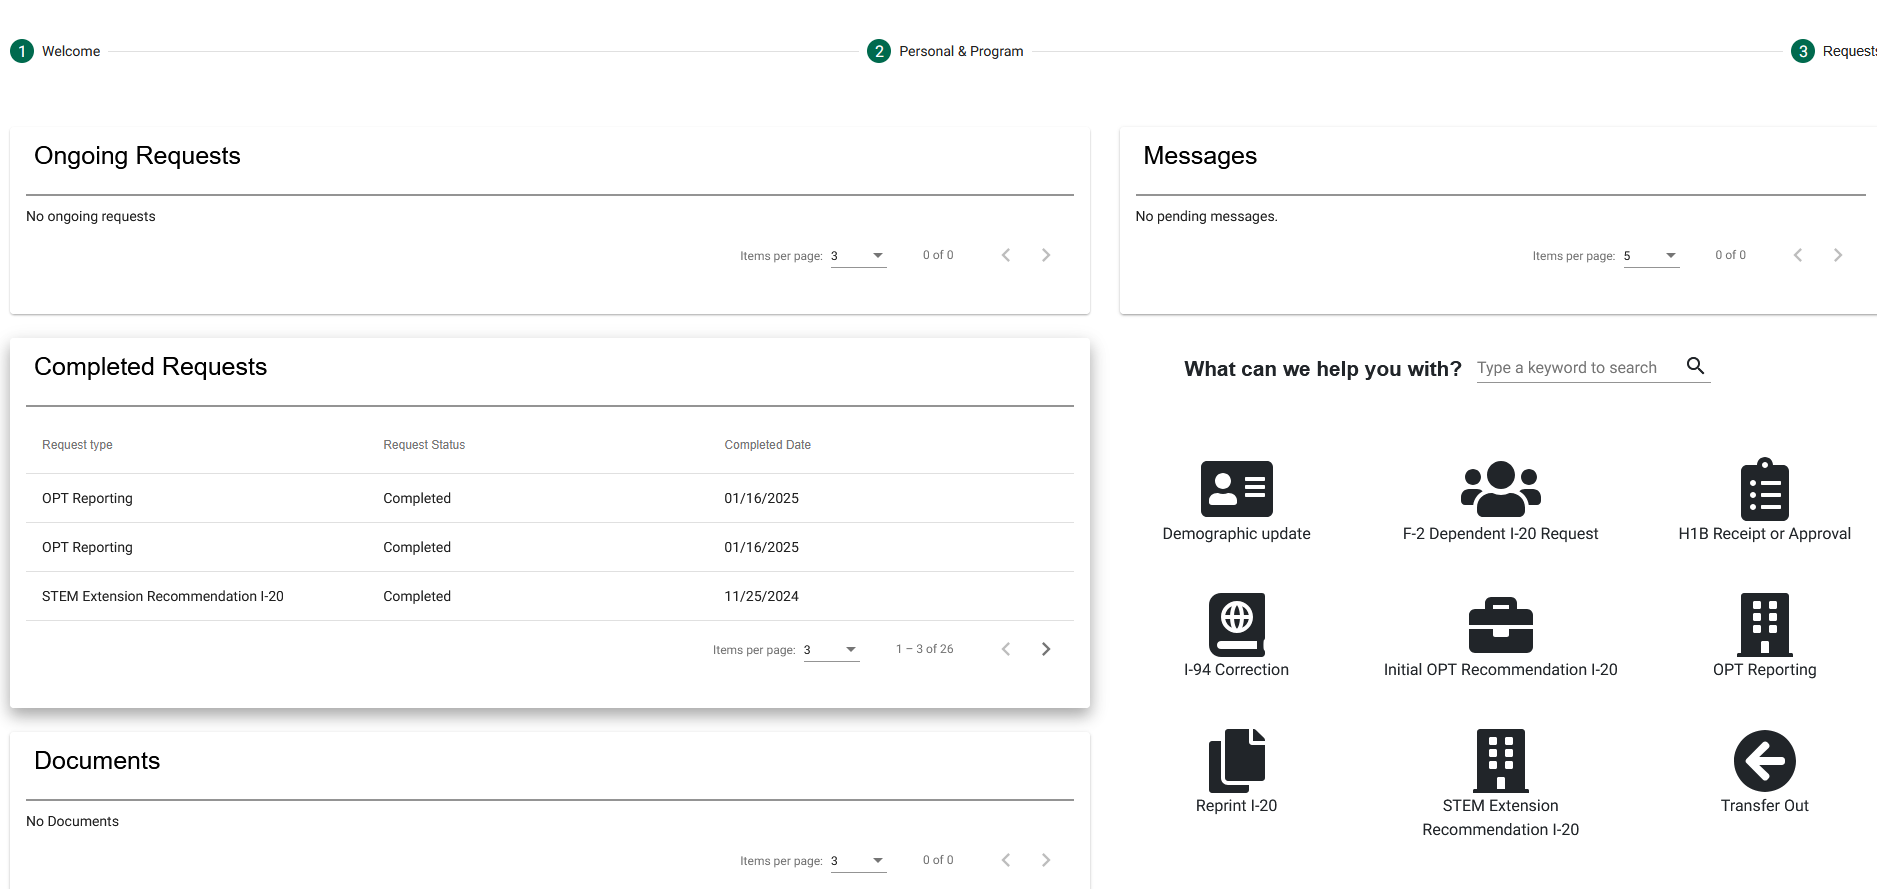 1 Welcome
2 Personal & Program
3 Requests
Ongoing Requests
No ongoing requests
Items per page: 3 0 of 0
Messages
No pending messages.
Items per page: 5 0 of 0
Completed Requests
Request type Request Status Completed Date
OPT Reporting Completed 01/16/2025
OPT Reporting Completed 01/16/2025
STEM Extension Recommendation I-20 Completed 11/25/2024
Items per page: 3 1 – 3 of 26
What can we help you with? Type a keyword to search
Demographic update
F-2 Dependent I-20 Request
H1B Receipt or Approval
I-94 Correction
Initial OPT Recommendation I-20
OPT Reporting
Reprint I-20
STEM Extension
Recommendation I-20
Transfer Out
Documents
No Documents
Items per page: 3 0 of 0